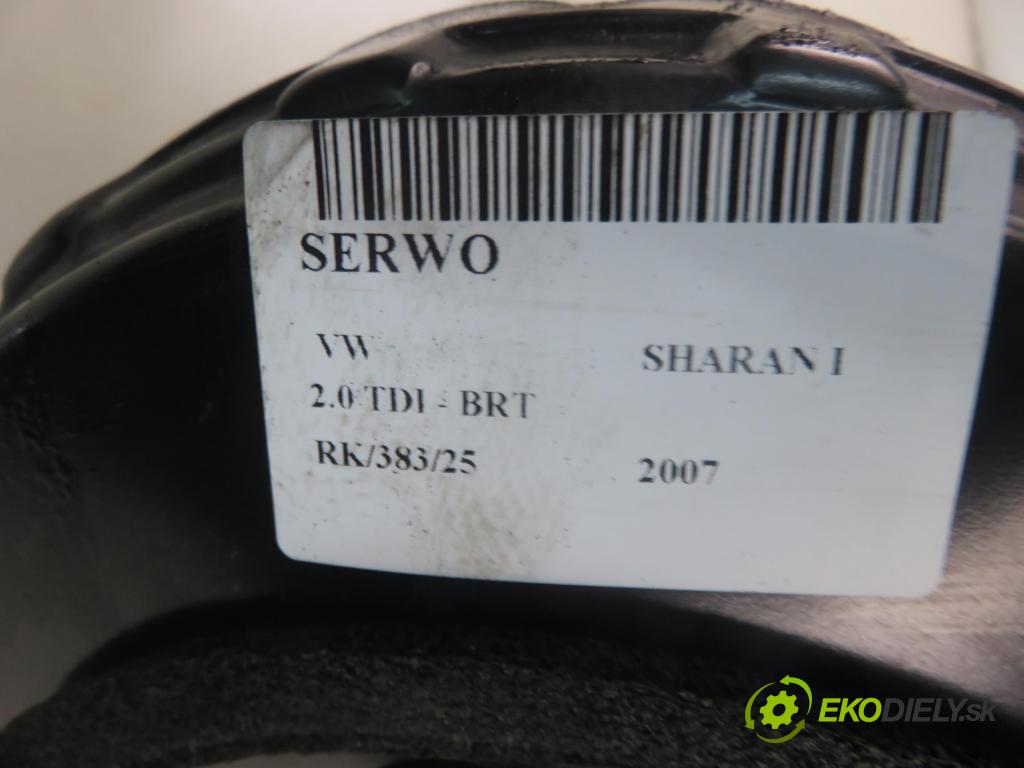 SERWO
VW SHARAN I
2.0 TDI - BRT
RK/383/25 2007
EKODIELY.sk